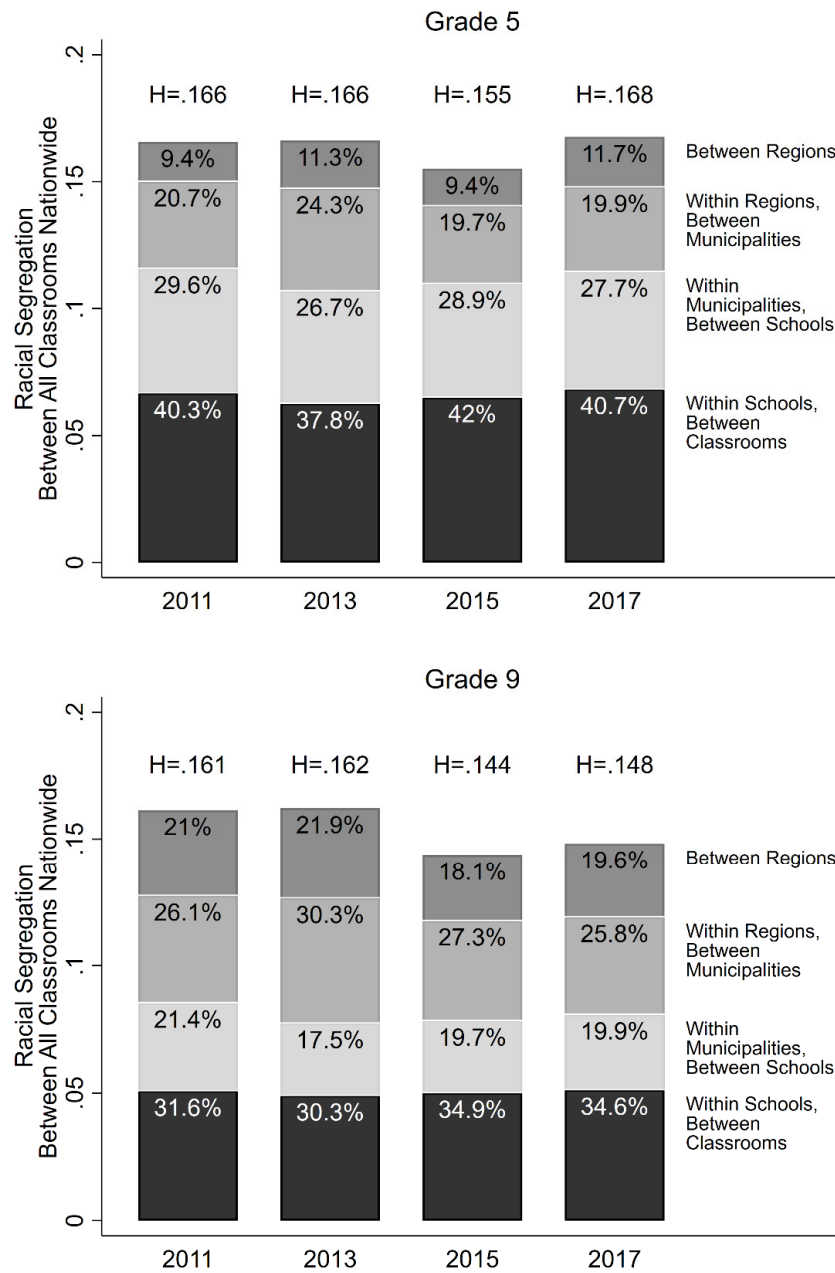 Grade 5
Racial Segregation
Between All Classrooms Nationwide
.2
.15
.1
.05
0
H=.166 H=.166 H=.155 H=.168
9.4% 11.3% 9.4% 11.7%
20.7% 24.3% 19.7% 19.9%
29.6% 26.7% 28.9% 27.7%
40.3% 37.8% 42% 40.7%
Between Regions
Within Regions,
Between
Municipalities
Within
Municipalities,
Between Schools
Within Schools,
Between
Classrooms
2011 2013 2015 2017
Grade 9
Racial Segregation
Between All Classrooms Nationwide
.2
.15
.1
.05
0
H=.161 H=.162 H=.144 H=.148
21% 21.9% 18.1% 19.6%
26.1% 30.3% 27.3% 25.8%
21.4% 17.5% 19.7% 19.9%
31.6% 30.3% 34.9% 34.6%
Between Regions
Within Regions,
Between
Municipalities
Within
Municipalities,
Between Schools
Within Schools,
Between
Classrooms
2011 2013 2015 2017